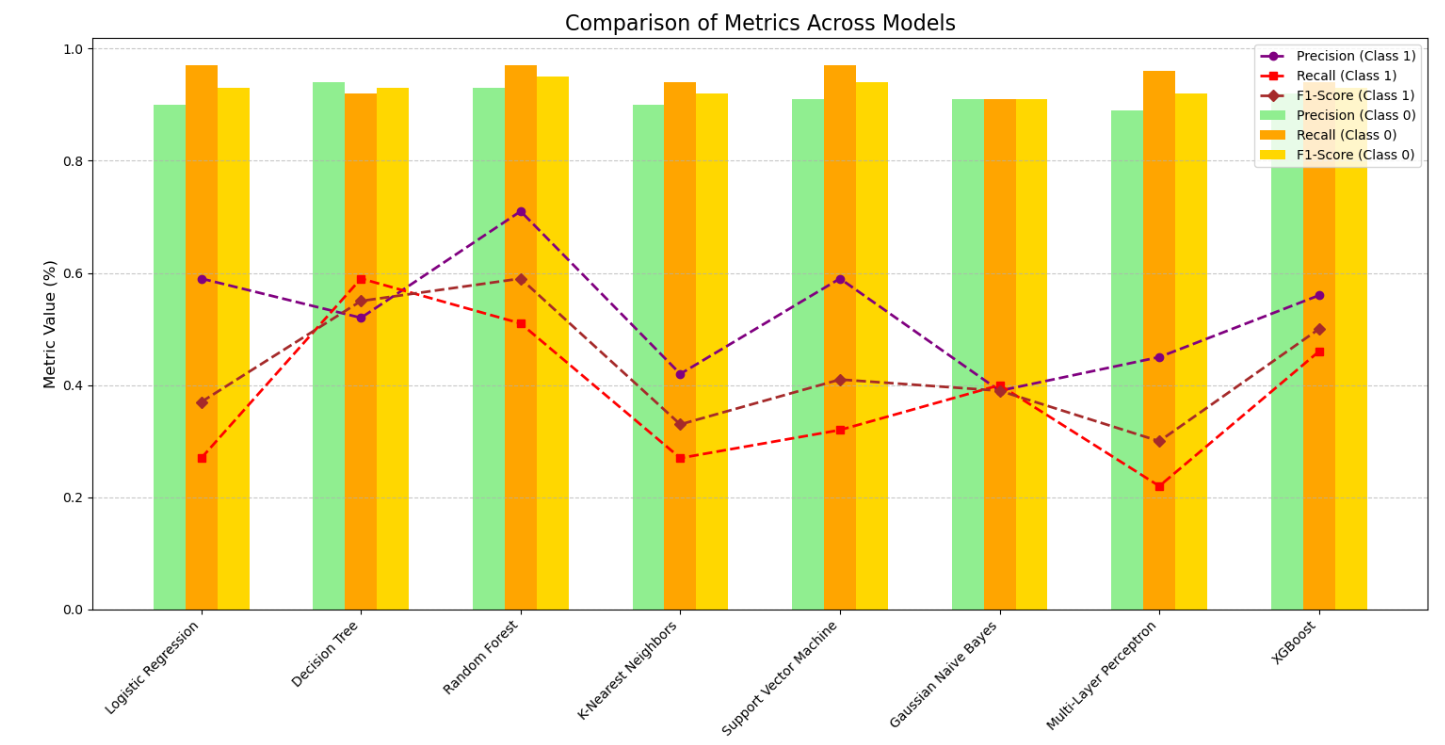 Comparison of Metrics Across Models
Precision (Class 1)
Recall (Class 1)
F1-Score (Class 1)
Precision (Class 0)
Recall (Class 0)
F1-Score (Class 0)
Metric Value (%)
1.0
0.8
0.6
0.4
0.2
0.0
Logistic Regression
Decision Tree
Random Forest
K-Nearest Neighbors
Support Vector Machine
Gaussian Naive Bayes
Multi-Layer Perceptron
XGBoost